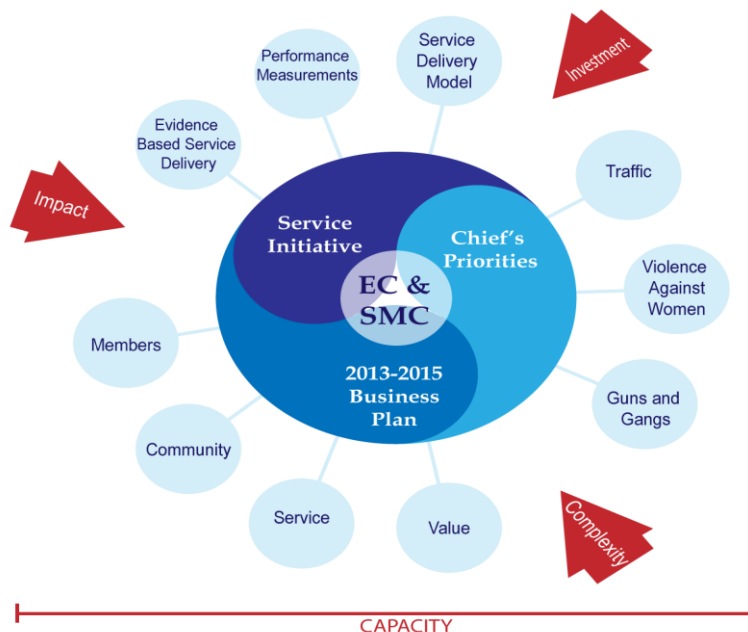 Service
Delivery
Model
Investment
Performance
Measurements
Evidence
Based Service
Delivery
Traffic
Impact
Service
Initiative
Chief's
Priorities
Violence
Against
Women
EC &
SMC
Members
2013-2015
Business
Plan
Guns and
Gangs
Community
Service
Value
Complexity
CAPACITY